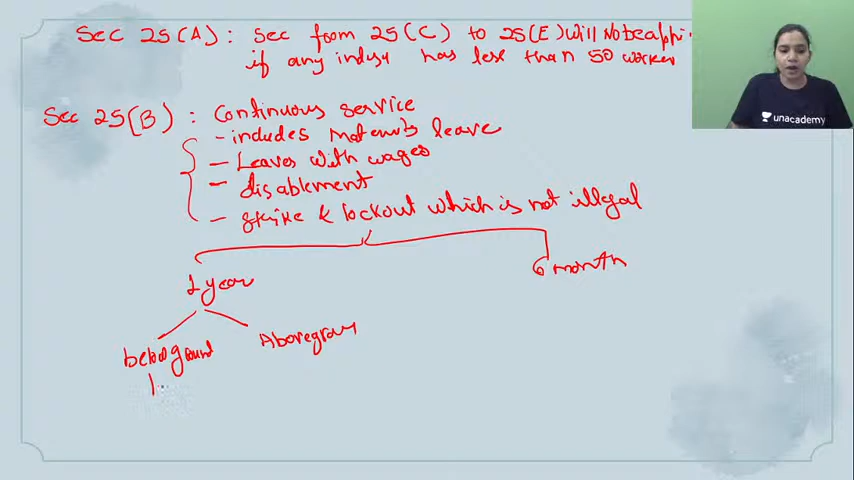 Sec 25(A) : Sec from 25(C) to 25(E) will Not be appli
if any indus has less than 50 worker
unacademy
Sec 25(B) : Continuous service
- includes Maternity leave
- Leaves with wages
- disablement
- strike & lockout which is not illegal
1 year
6 month
below ground
Aboveground